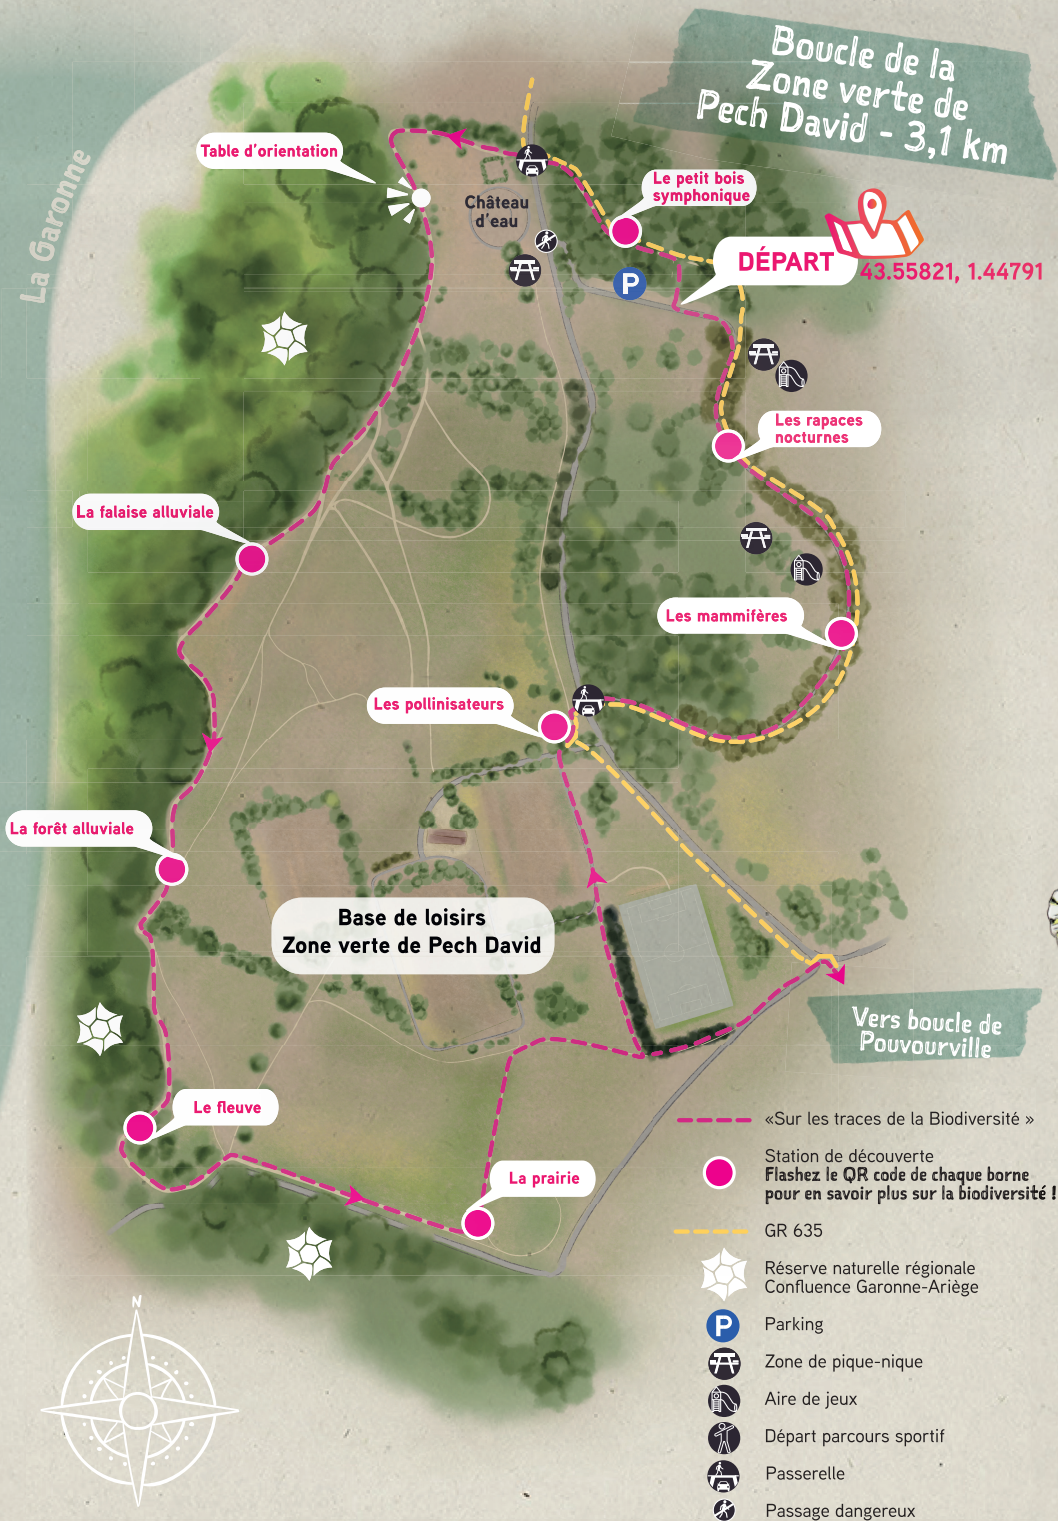 Boucle de la
Zone verte de
Pech David - 3,1 km
La Garonne
Table d'orientation
Le petit bois
symphonique
Château
d'eau
DÉPART
43.55821, 1.44791
P
Les rapaces
nocturnes
La falaise alluviale
Les mammifères
Les pollinisateurs
La forêt alluviale
Base de loisirs
Zone verte de Pech David
Vers boucle de
Pouvourville
Le fleuve
La prairie
«Sur les traces de la Biodiversité »
Station de découverte
Flashez le QR code de chaque borne
pour en savoir plus sur la biodiversité !
GR 635
Réserve naturelle régionale
Confluence Garonne-Ariège
P
Parking
Zone de pique-nique
Aire de jeux
Départ parcours sportif
Passerelle
Passage dangereux
N